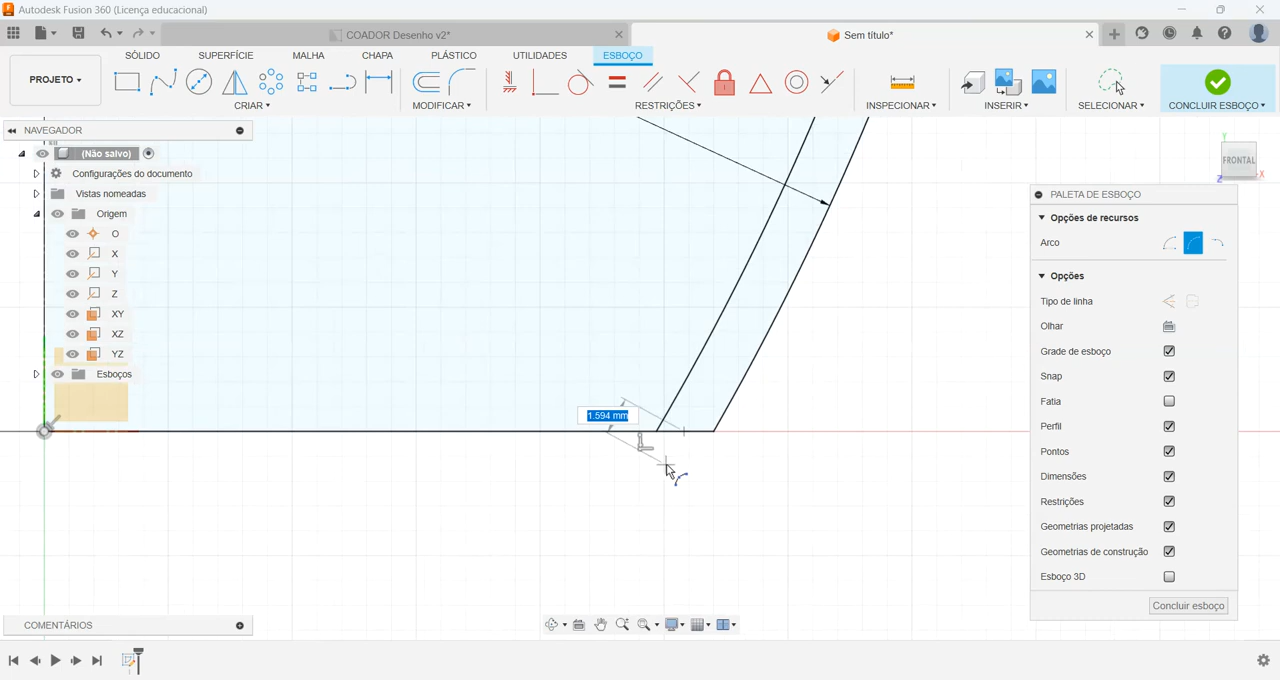 Autodesk Fusion 360 (Licença educacional)
COADOR Desenho v2*
Sem título*
PROJETO
SÓLIDO
SUPERFÍCIE
MALHA
CHAPA
PLÁSTICO
UTILIDADES
ESBOÇO
CRIAR
MODIFICAR
RESTRIÇÕES
INSPECIONAR
INSERIR
SELECIONAR
CONCLUIR ESBOÇO
NAVEGADOR
(Não salvo)
Configurações do documento
Vistas nomeadas
Origem
O
X
Y
Z
XY
XZ
YZ
Esboços
1.594 mm
Y
FRONTAL
X
Z
PALETA DE ESBOÇO
Opções de recursos
Arco
Opções
Tipo de linha
Olhar
Grade de esboço
Snap
Fatia
Perfil
Pontos
Dimensões
Restrições
Geometrias projetadas
Geometrias de construção
Esboço 3D
Concluir esboço
COMENTÁRIOS